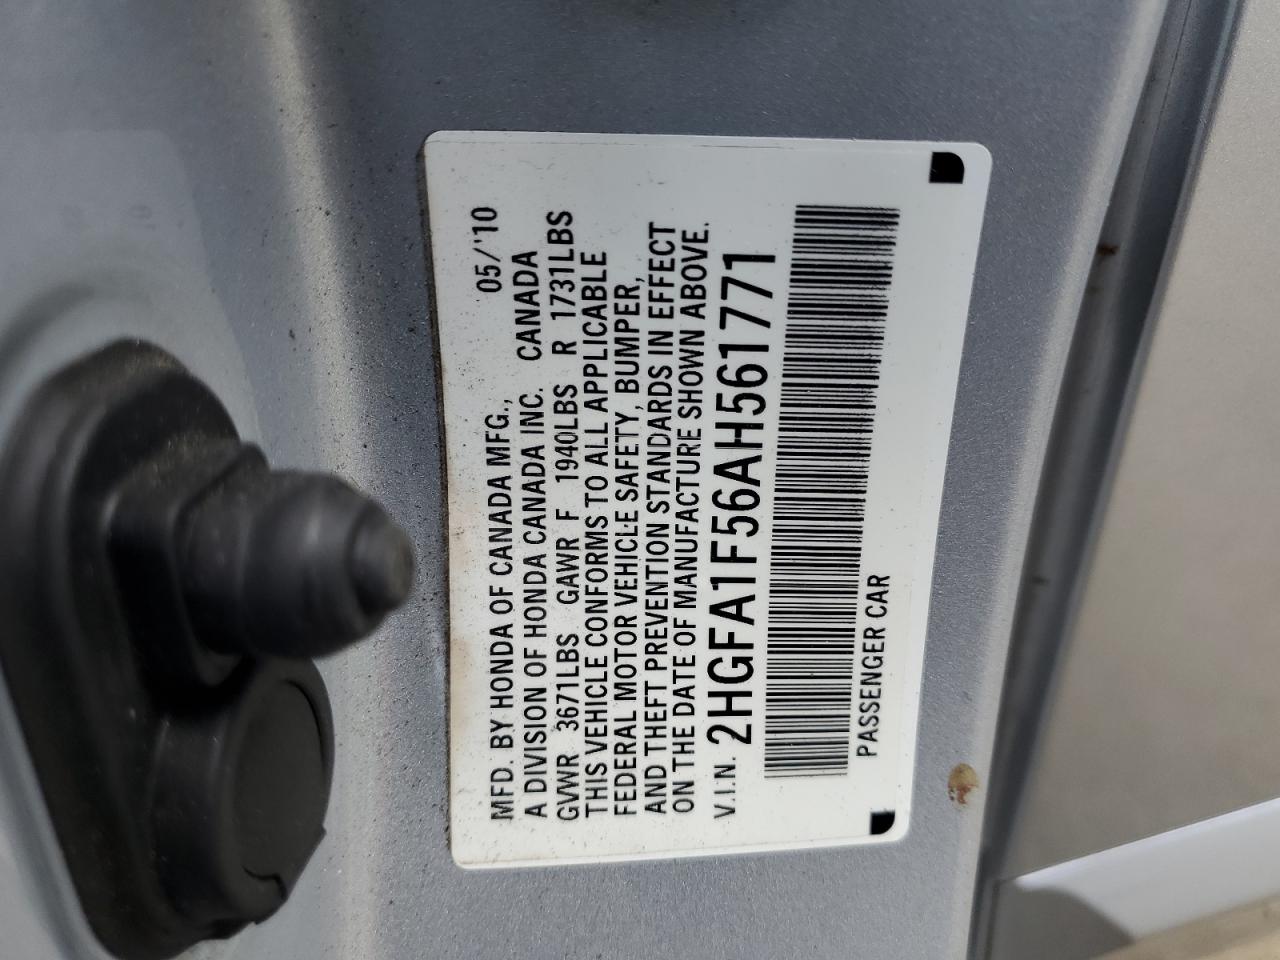 MFD. BY HONDA OF CANADA MFG., 05/'10
A DIVISION OF HONDA CANADA INC. CANADA
GVWR 3671LBS GAWR F 1940LBS R 1731LBS
THIS VEHICLE CONFORMS TO ALL APPLICABLE
FEDERAL MOTOR VEHICLE SAFETY, BUMPER,
AND THEFT PREVENTION STANDARDS IN EFFECT
ON THE DATE OF MANUFACTURE SHOWN ABOVE.
V.I.N. 2HGFA1F56AH561771
PASSENGER CAR